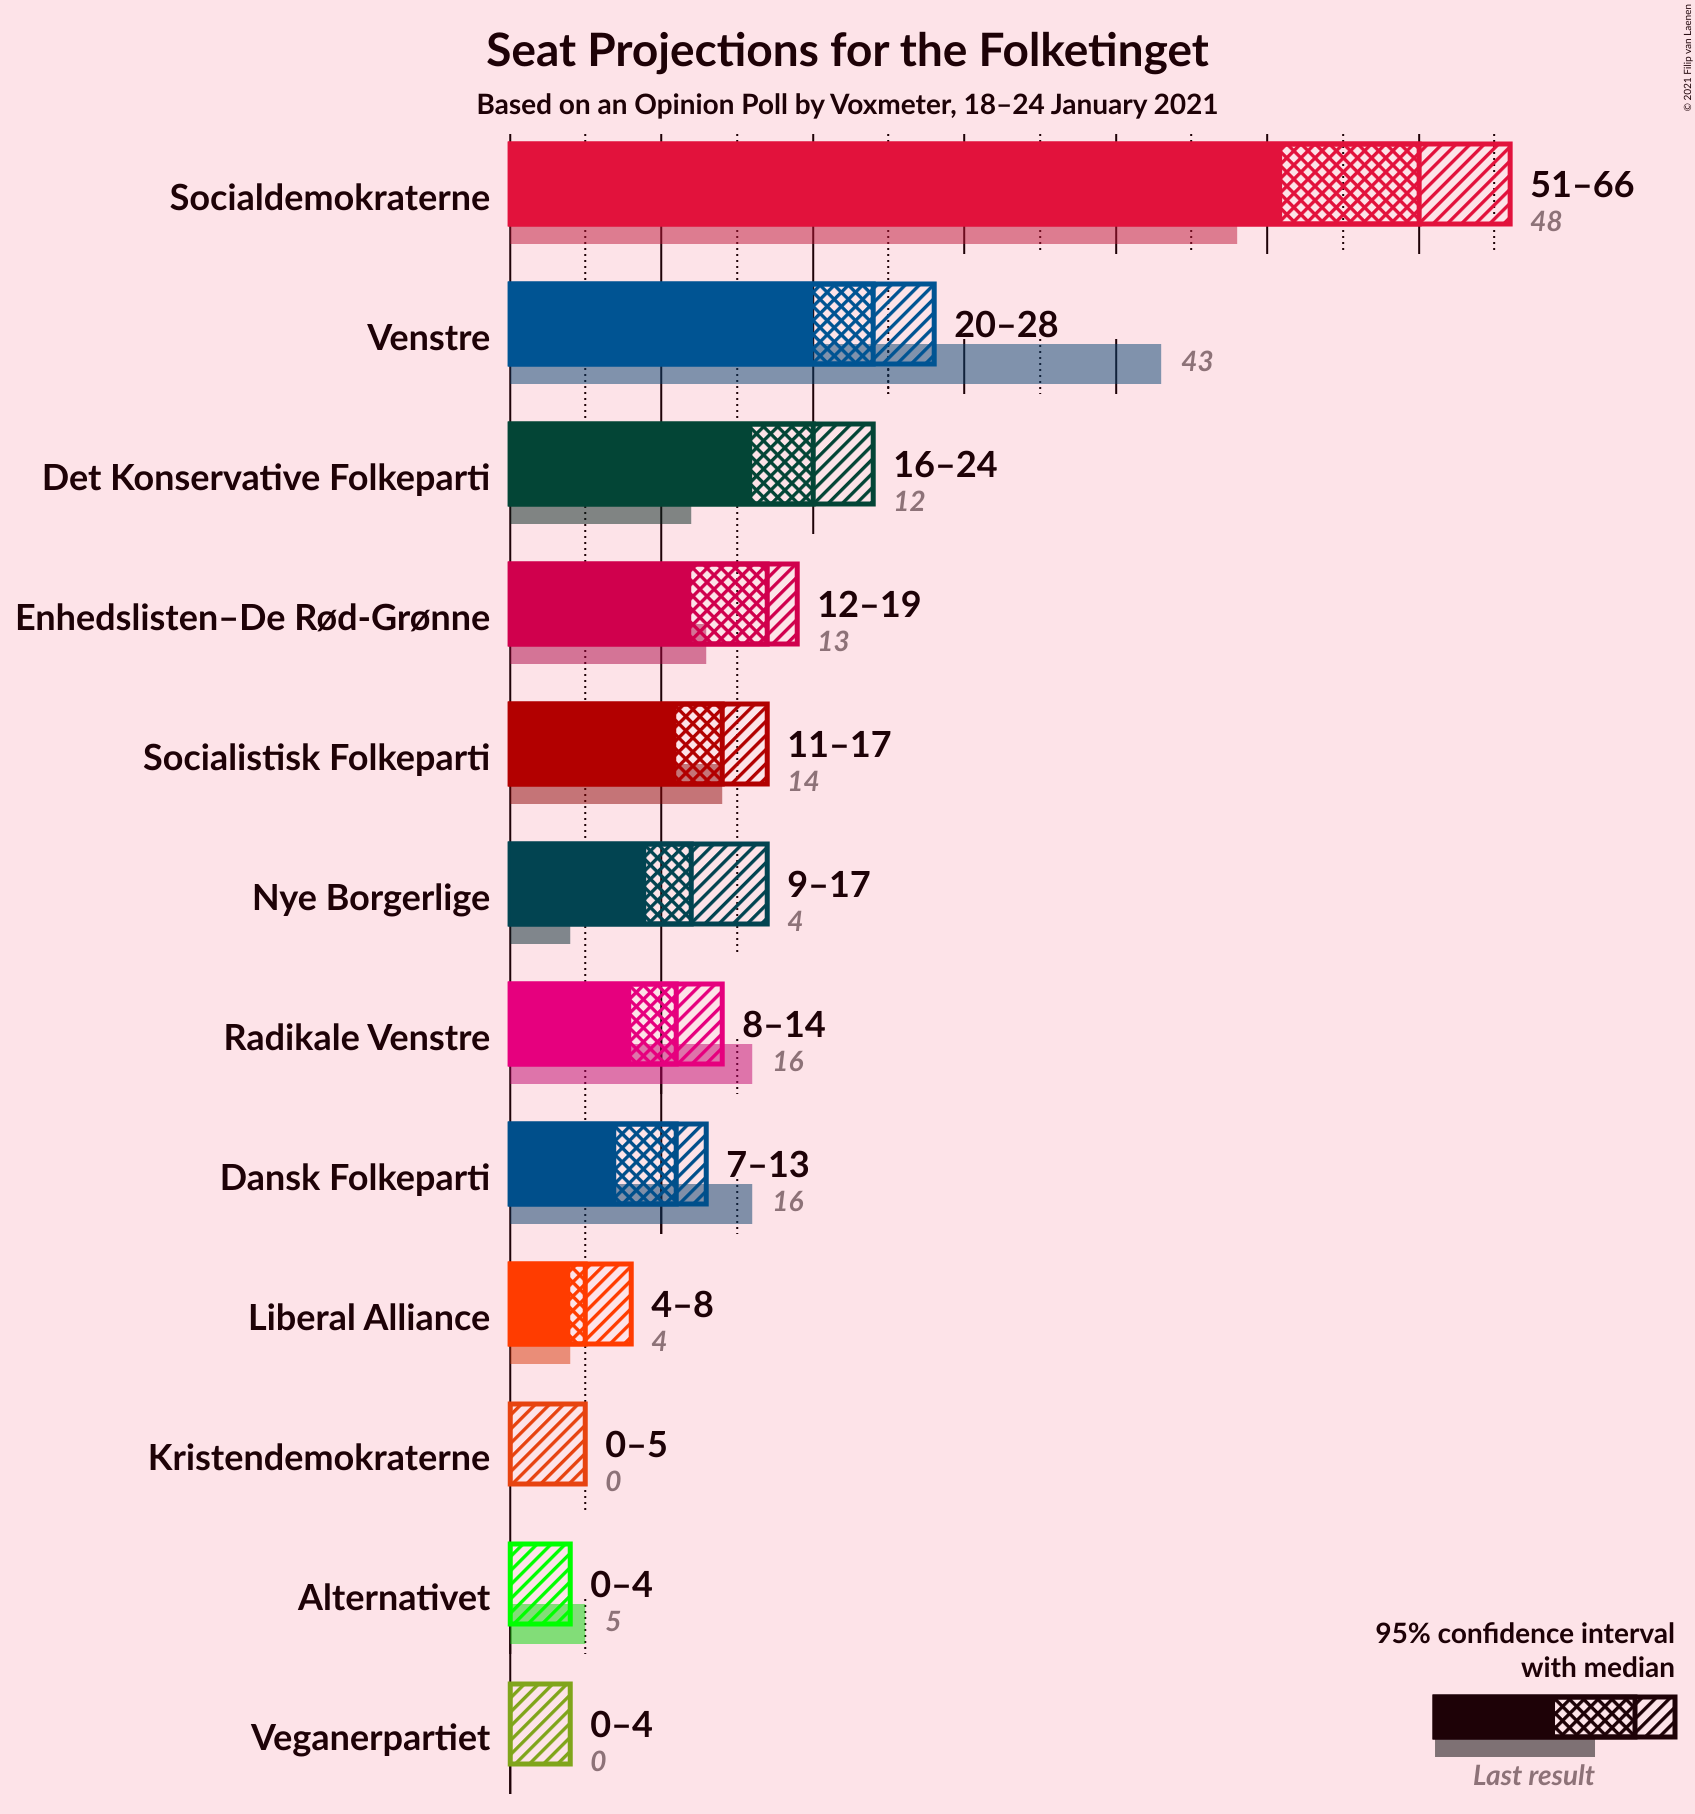 Seat Projections for the Folketinget
Based on an Opinion Poll by Voxmeter, 18–24 January 2021
© 2021 Filip van Laenen
Socialdemokraterne
51–66
48
Venstre
20–28
43
Det Konservative Folkeparti
16–24
12
Enhedslisten–De Rød-Grønne
12–19
13
Socialistisk Folkeparti
11–17
14
Nye Borgerlige
9–17
4
Radikale Venstre
8–14
16
Dansk Folkeparti
7–13
16
Liberal Alliance
4–8
4
Kristendemokraterne
0–5
0
Alternativet
0–4
5
Veganerpartiet
0–4
0
95% confidence interval
with median
Last result